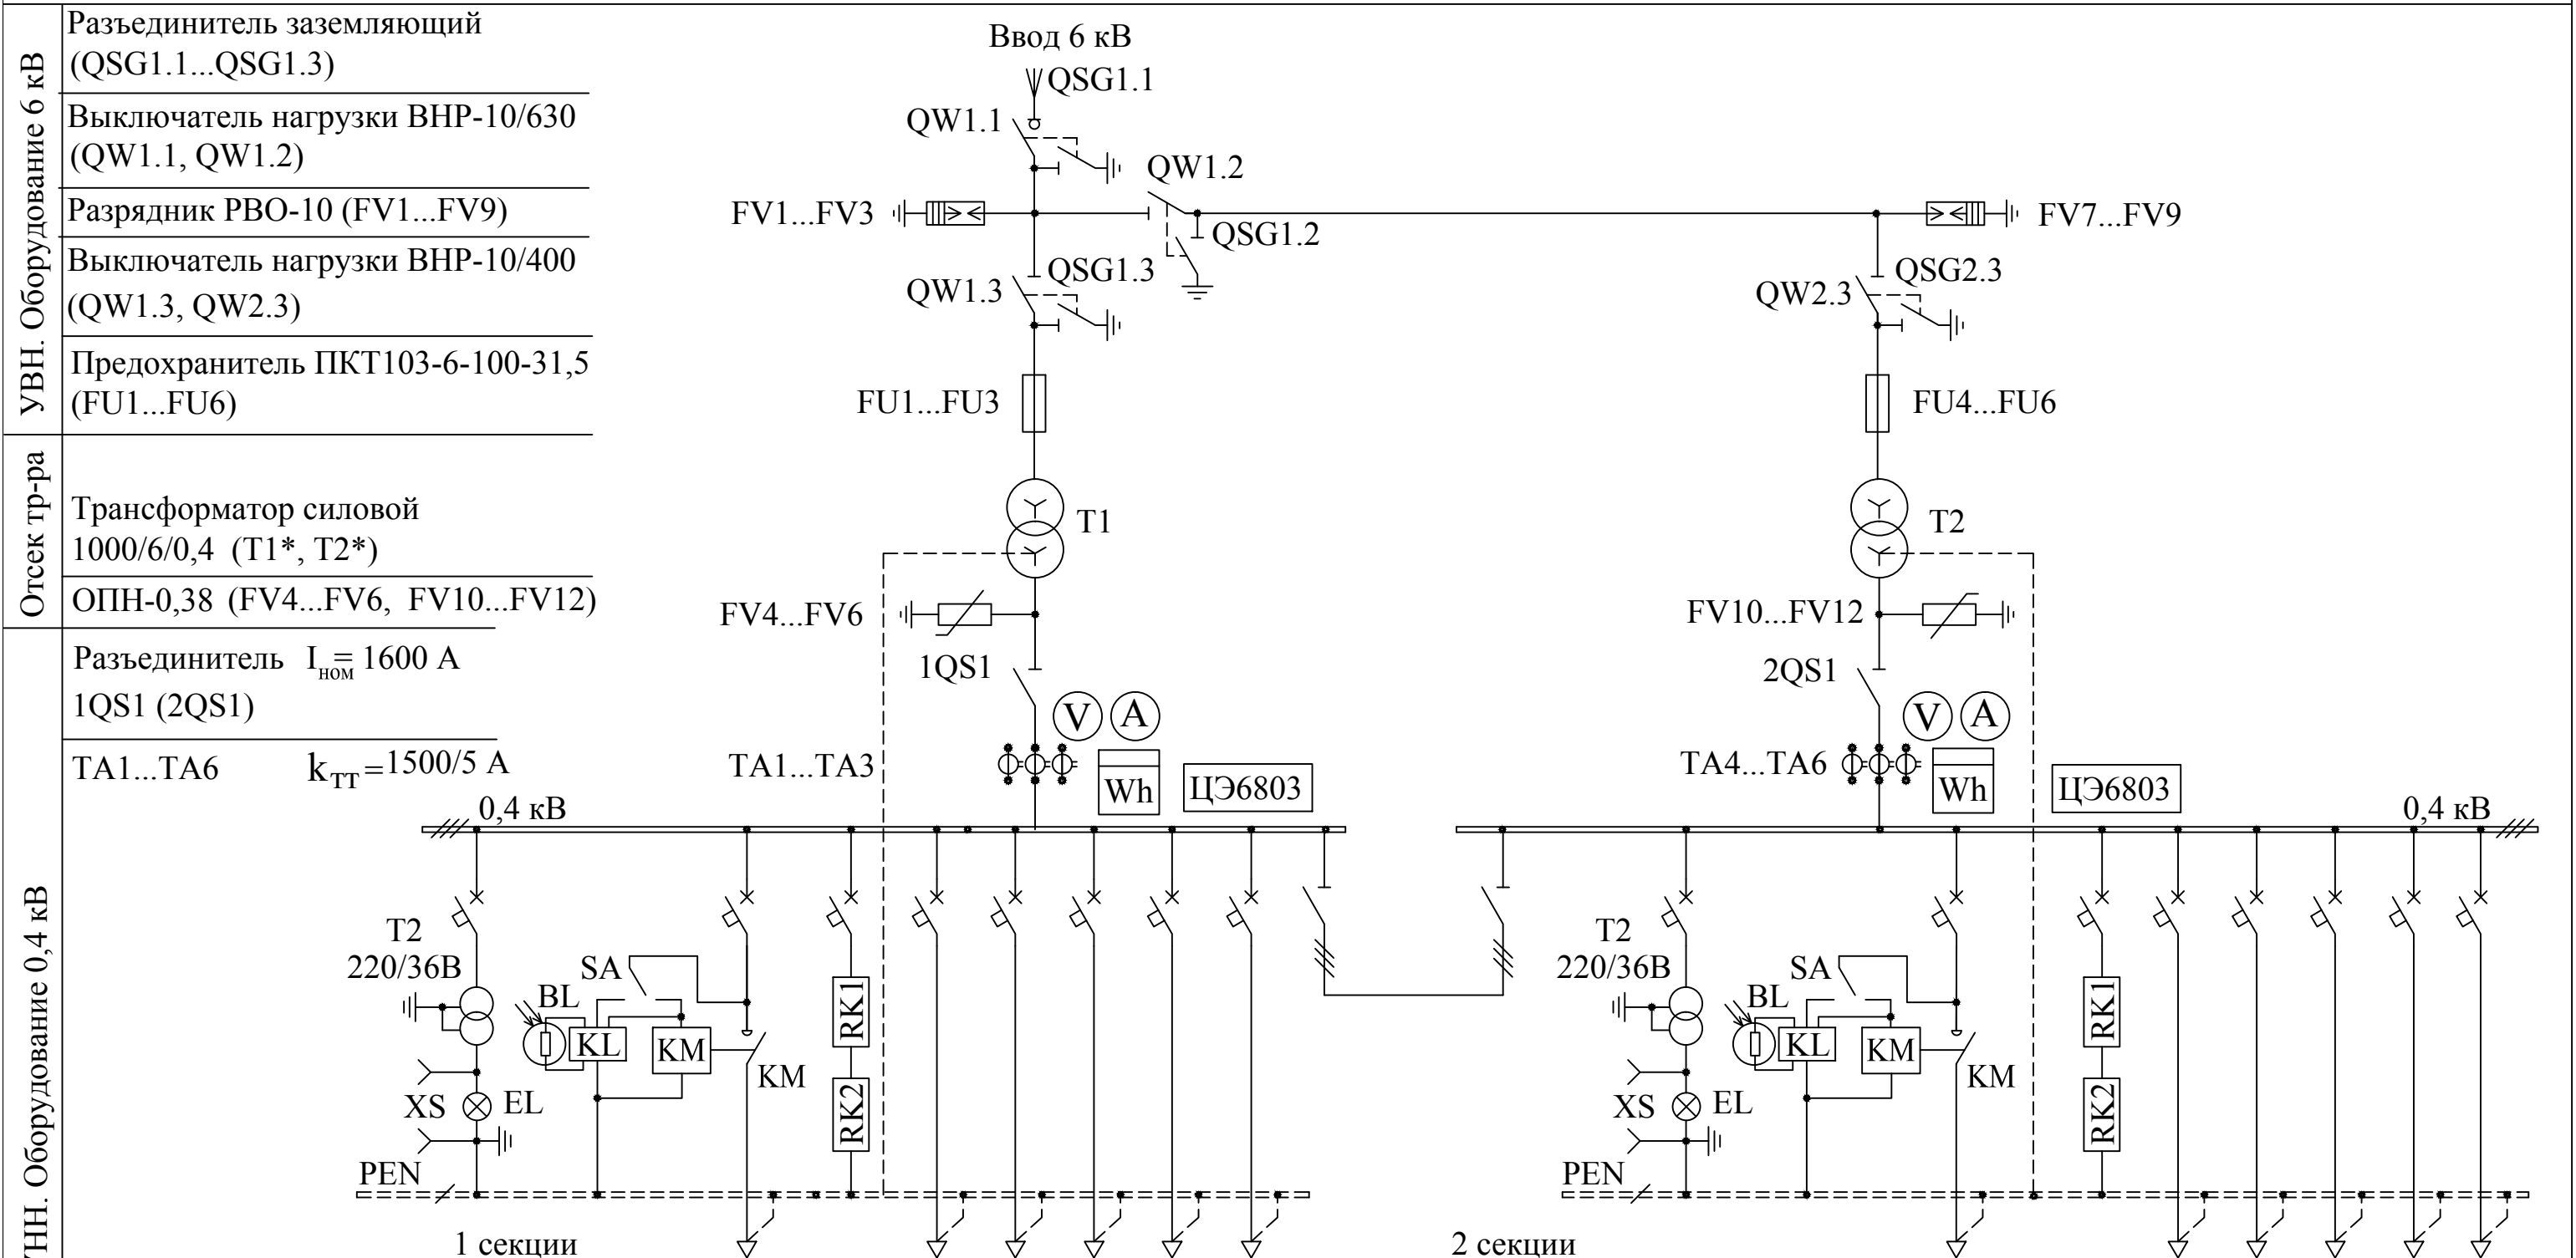 УВН. Оборудование 6 кВ
Разъединитель заземляющий
(QSG1.1...QSG1.3)
Выключатель нагрузки ВНР-10/630
(QW1.1, QW1.2)
Разрядник РВО-10 (FV1...FV9)
Выключатель нагрузки ВНР-10/400
(QW1.3, QW2.3)
Предохранитель ПКТ103-6-100-31,5
(FU1...FU6)
Отсек тр-ра
Трансформатор силовой
1000/6/0,4 (T1*, T2*)
ОПН-0,38 (FV4...FV6, FV10...FV12)
УНН. Оборудование 0,4 кВ
Разъединитель Iном= 1600 А
1QS1 (2QS1)
TA1...TA6 kТТ=1500/5 А
Ввод 6 кВ
QSG1.1
QW1.1
QW1.2
FV1...FV3
QSG1.2
FV7...FV9
QW1.3
QSG1.3
QW2.3
QSG2.3
FU1...FU3
FU4...FU6
T1
T2
FV4...FV6
FV10...FV12
1QS1
2QS1
V A
V A
TA1...TA3
Wh
ЦЭ6803
TA4...TA6
Wh
ЦЭ6803
0,4 кВ
0,4 кВ
T2
220/36В
SA
BL
KL
KM
KM
RK1
RK2
XS
EL
PEN
T2
220/36В
SA
BL
KL
KM
KM
RK1
RK2
XS
EL
PEN
1 секции
2 секции